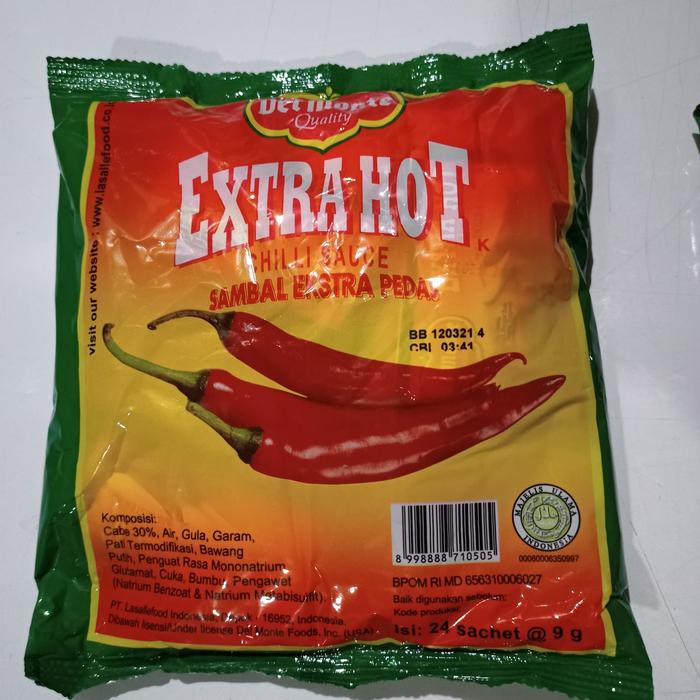 Del Monte
Quality
EXTRA HOT
K
CHILLI SAUCE
SAMBAL EKSTRA PEDAS
visit our website : www.lasallefood.co.i
BB 120321 4
CBI 03:41
Komposisi:
Cabe 30%, Air, Gula, Garam,
Pati Termodifikasi, Bawang
Putih, Penguat Rasa Mononatrium
Glutamat, Cuka, Bumbu, Pengawet
(Natrium Benzoat & Natrium Metabisulfit).
PT. Lasallefood Indonesia, Depok - 16952, Indonesia.
Dibawah lisensi/Under license Del Monte Foods, Inc. (USA)
8 998888 710505
MAJELIS ULAMA
INDONESIA
00060006350997
BPOM RI MD 656310006027
Baik digunakan sebelum:
Kode produksi:
Isi: 24 Sachet @ 9 g